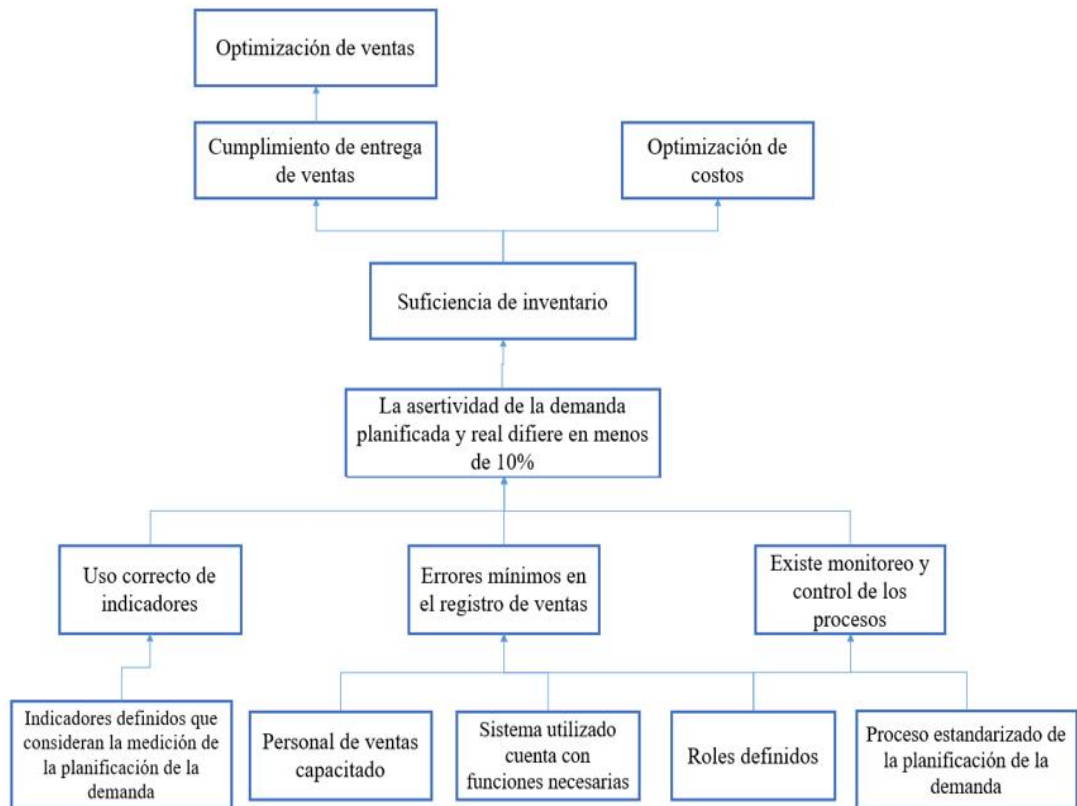 Optimización de ventas
Cumplimiento de entrega
de ventas
Optimización de
costos
Suficiencia de inventario
La asertividad de la demanda
planificada y real difiere en menos
de 10%
Uso correcto de
indicadores
Errores mínimos en
el registro de ventas
Existe monitoreo y
control de los
procesos
Indicadores definidos que
consideran la medición de
la planificación de la
demanda
Personal de ventas
capacitado
Sistema utilizado
cuenta con
funciones necesarias
Roles definidos
Proceso estandarizado de
la planificación de la
demanda